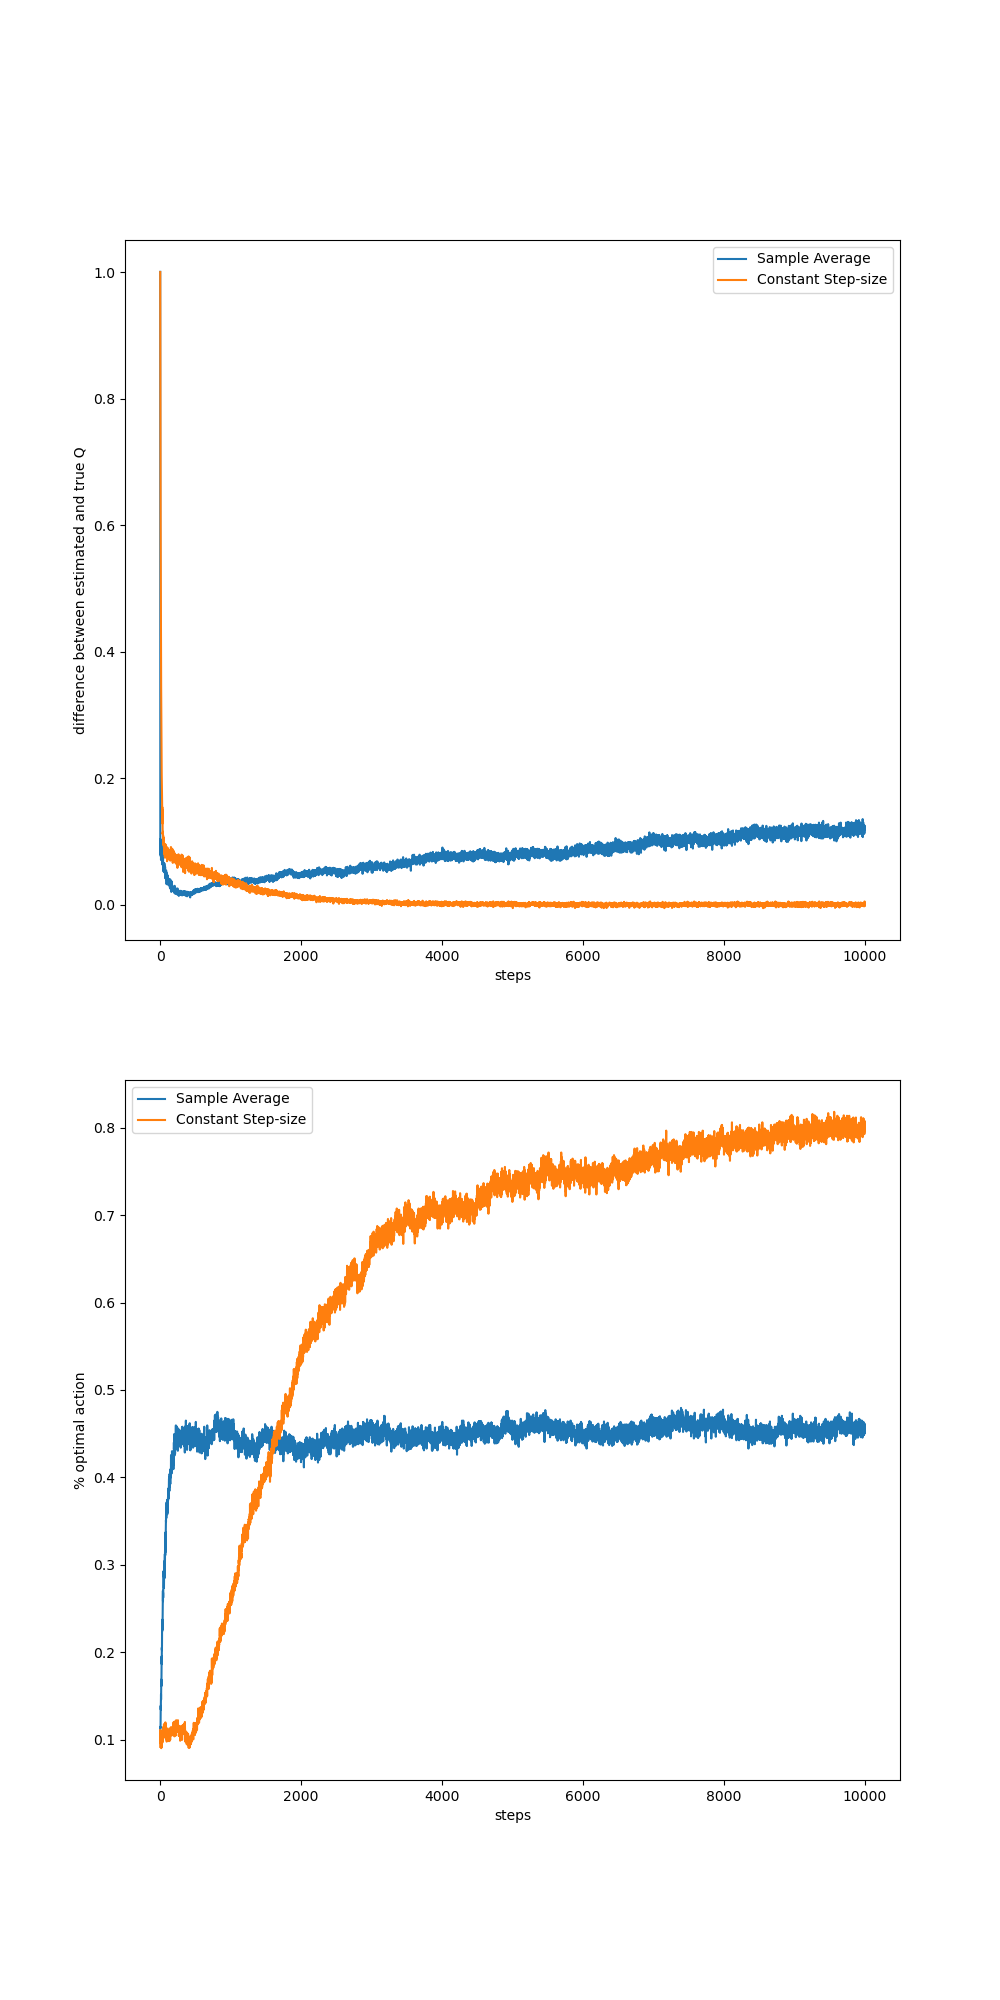 Sample Average
Constant Step-size
1.0
0.8
0.6
0.4
0.2
0.0
difference between estimated and true Q
0 2000 4000 6000 8000 10000
steps
Sample Average
Constant Step-size
0.8
0.7
0.6
0.5
0.4
0.3
0.2
0.1
% optimal action
0 2000 4000 6000 8000 10000
steps